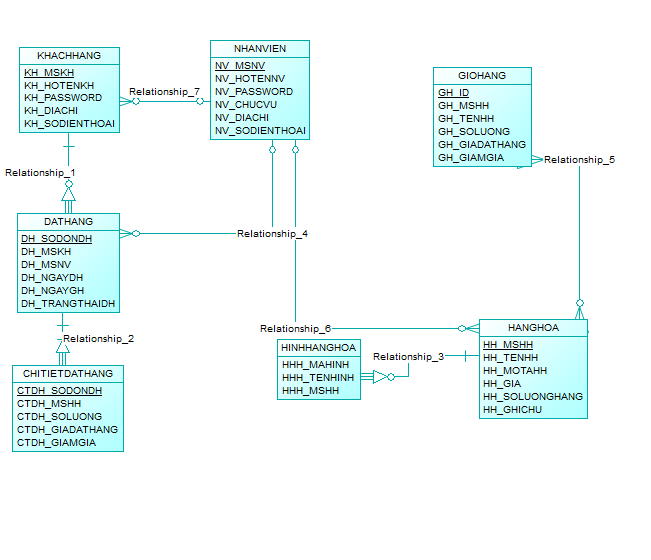 KHACHHANG
KH_MSKH
KH_HOTENKH
KH_PASSWORD
KH_DIACHI
KH_SODIENTHOAI
Relationship_7
NHANVIEN
NV_MSNV
NV_HOTENNV
NV_PASSWORD
NV_CHUCVU
NV_DIACHI
NV_SODIENTHOAI
GIOHANG
GH_ID
GH_MSHH
GH_TENHH
GH_SOLUONG
GH_GIADATHANG
GH_GIAMGIA
Relationship_5
Relationship_1
DATHANG
DH_SODONDH
DH_MSKH
DH_MSNV
DH_NGAYDH
DH_NGAYGH
DH_TRANGTHAIDH
Relationship_4
Relationship_6
Relationship_2
HINHHANGHOA
HHH_MAHINH
HHH_TENHINH
HHH_MSHH
Relationship_3
HANGHOA
HH_MSHH
HH_TENHH
HH_MOTAHH
HH_GIA
HH_SOLUONGHANG
HH_GHICHU
CHITIETDATHANG
CTDH_SODONDH
CTDH_MSHH
CTDH_SOLUONG
CTDH_GIADATHANG
CTDH_GIAMGIA